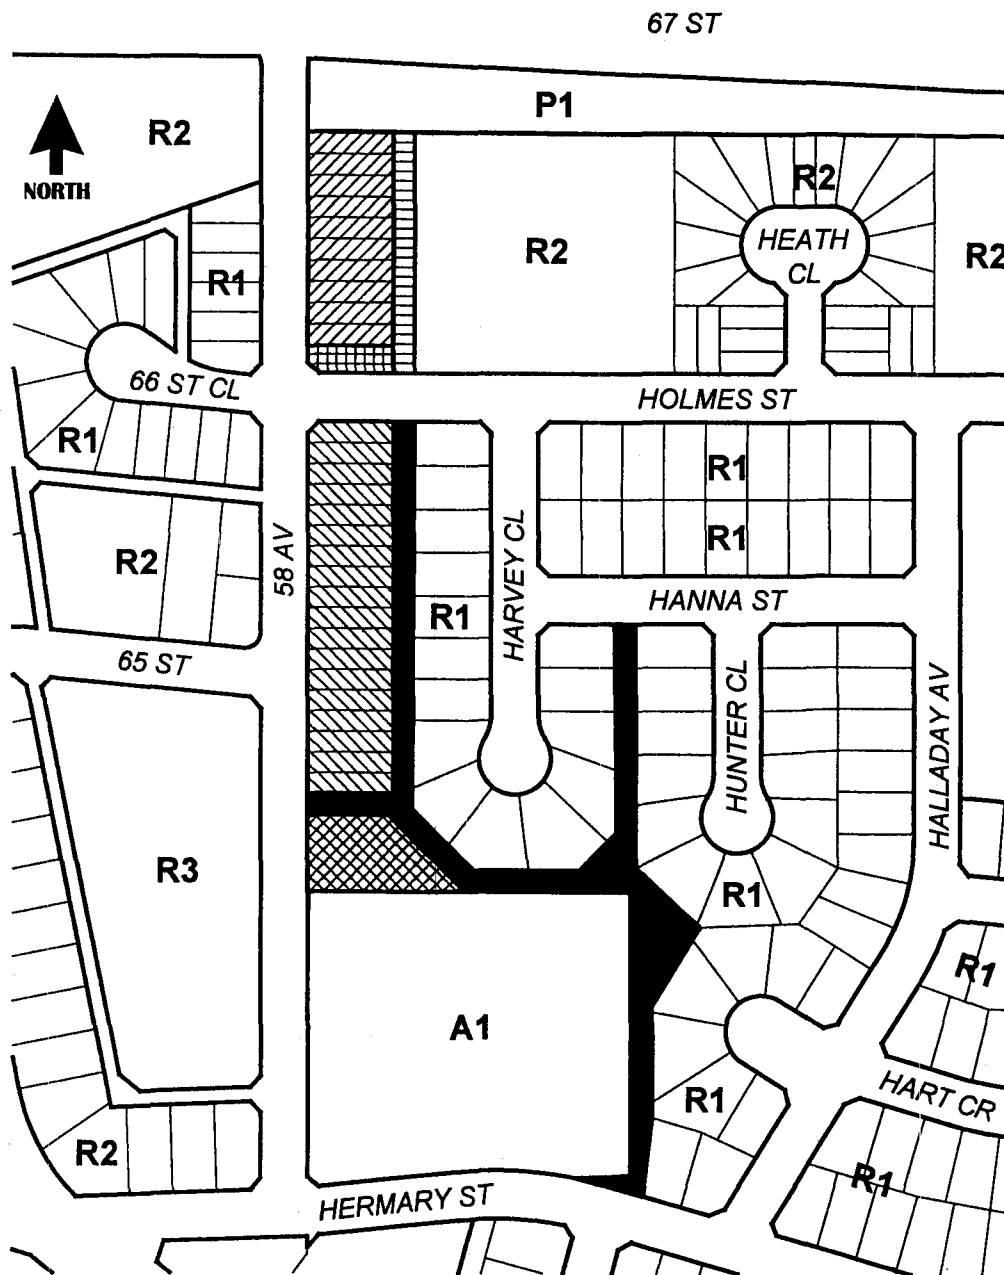 67 ST
P1
R2
NORTH
R2
R2
HEATH
CL
R2
R1
66 ST CL
HOLMES ST
R1
R1
R1
R2
58 AV
HARVEY CL
R1
HANNA ST
65 ST
HUNTER CL
HALLADAY AV
R3
R1
R1
A1
R1
HART CR
R2
R1
HERMARY ST